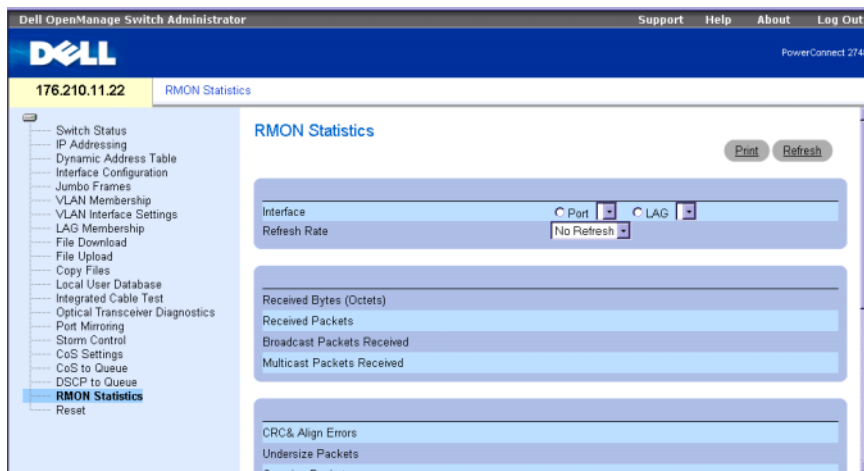 Dell OpenManage Switch Administrator
Support Help About Log Out
DELL
PowerConnect 274
176.210.11.22
RMON Statistics
Switch Status
IP Addressing
Dynamic Address Table
Interface Configuration
Jumbo Frames
VLAN Membership
VLAN Interface Settings
LAG Membership
File Download
File Upload
Copy Files
Local User Database
Integrated Cable Test
Optical Transceiver Diagnostics
Port Mirroring
Storm Control
CoS Settings
CoS to Queue
DSCP to Queue
RMON Statistics
Reset
RMON Statistics
Print Refresh
Interface Port LAG
Refresh Rate No Refresh
Received Bytes (Octets)
Received Packets
Broadcast Packets Received
Multicast Packets Received
CRC& Align Errors
Undersize Packets